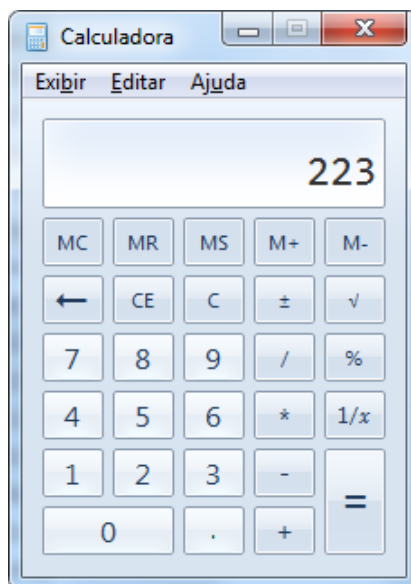 Calculadora
Exibir Editar Ajuda
223
MC MR MS M+ M-
← CE C ± √
7 8 9 / %
4 5 6 * 1/x
1 2 3 - =
0 . +